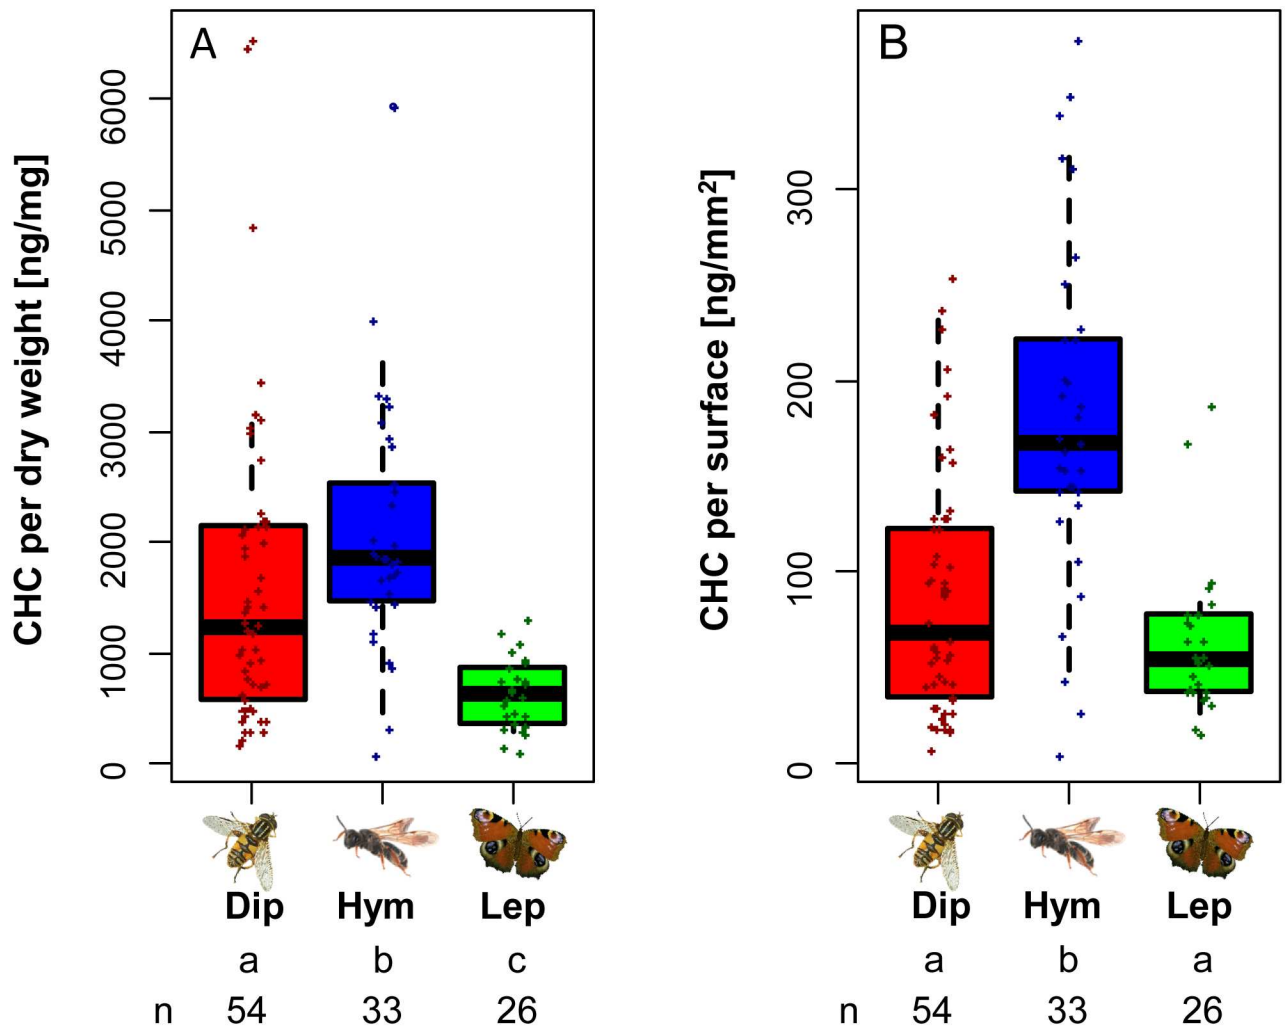 A
CHC per dry weight [ng/mg]
6000
5000
4000
3000
2000
1000
0
Dip Hym Lep
a b c
n 54 33 26
B
CHC per surface [ng/mm²]
300
200
100
0
Dip Hym Lep
a b a
n 54 33 26